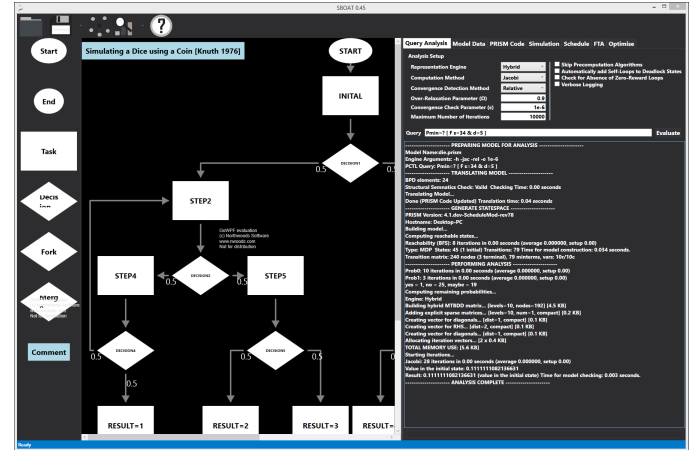 SBOAT 0.45
?
Start
End
Task
Decis
ion
Fork
Merg
Comment
Simulating a Dice using a Coin [Knuth 1976]
START
INITAL
DECISION1
0.5
0.5
STEP2
GoWPF evaluation
(c) Northwoods Software
www.nwoods.com
Not for distribution
STEP4
DECISION2
STEP5
0.5
DECISION4
DECISION5
0.5
0.5
RESULT=1
RESULT=2
RESULT=3
RESULT=
Query Analysis Model Data PRISM Code Simulation Schedule FTA Optimise
Analysis Setup
Representation Engine Hybrid
Computation Method Jacobi
Convergence Detection Method Relative
Over-Relaxation Parameter (Ω) 0.9
Convergence Check Parameter (ε) 1e-6
Maximum Number of Iterations 10000
Skip Precomputation Algorithms
Automatically add Self-Loops to Deadlock States
Check for Absence of Zero-Reward Loops
Verbose Logging
Query Pmin=? [ F s=34 & d=5 ] Evaluate
---------------------- PREPARING MODEL FOR ANALYSIS ----------------------
Model Name:die.prism
Engine Arguments: -h -jac -rel -e 1e-6
PCTL Query: Pmin=? [ F s=34 & d=5 ]
---------------------- TRANSLATING MODEL ----------------------
BPD elements: 24
Structural Semnatics Check: Valid Checking Time: 0.00 seconds
Translating Model...
Done (PRISM Code Updated) Translation time: 0.04 seconds
---------------------- GENERATE STATESPACE ----------------------
PRISM Version: 4.1.dev-ScheduleMod-rev78
Hostname: Desktop-PC
Building model...
Computing reachable states...
Reachability (BFS): 8 iterations in 0.00 seconds (average 0.000000, setup 0.00)
Type: MDP States: 45 (1 initial) Transitions: 79 Time for model construction: 0.034 seconds.
Transition matrix: 240 nodes (3 terminal), 79 minterms, vars: 10r/10c
---------------------- PERFORMING ANALYSIS ----------------------
Prob0: 10 iterations in 0.00 seconds (average 0.000000, setup 0.00)
Prob1: 3 iterations in 0.00 seconds (average 0.000000, setup 0.00)
yes = 1, no = 25, maybe = 19
Computing remaining probabilities...
Engine: Hybrid
Building hybrid MTBDD matrix... [levels=10, nodes=192] [4.5 KB]
Adding explicit sparse matrices... [levels=10, num=1, compact] [0.2 KB]
Creating vector for diagonals... [dist=1, compact] [0.1 KB]
Creating vector for RHS... [dist=2, compact] [0.1 KB]
Creating vector for diagonals... [dist=1, compact] [0.1 KB]
Allocating iteration vectors... [2 x 0.4 KB]
TOTAL MEMORY USE: [5.6 KB]
Starting iterations...
Jacobi: 28 iterations in 0.00 seconds (average 0.000000, setup 0.00)
Value in the initial state: 0.1111111082136631
Result: 0.1111111082136631 (value in the initial state) Time for model checking: 0.003 seconds.
---------------------- ANALYSIS COMPLETE ----------------------
Ready